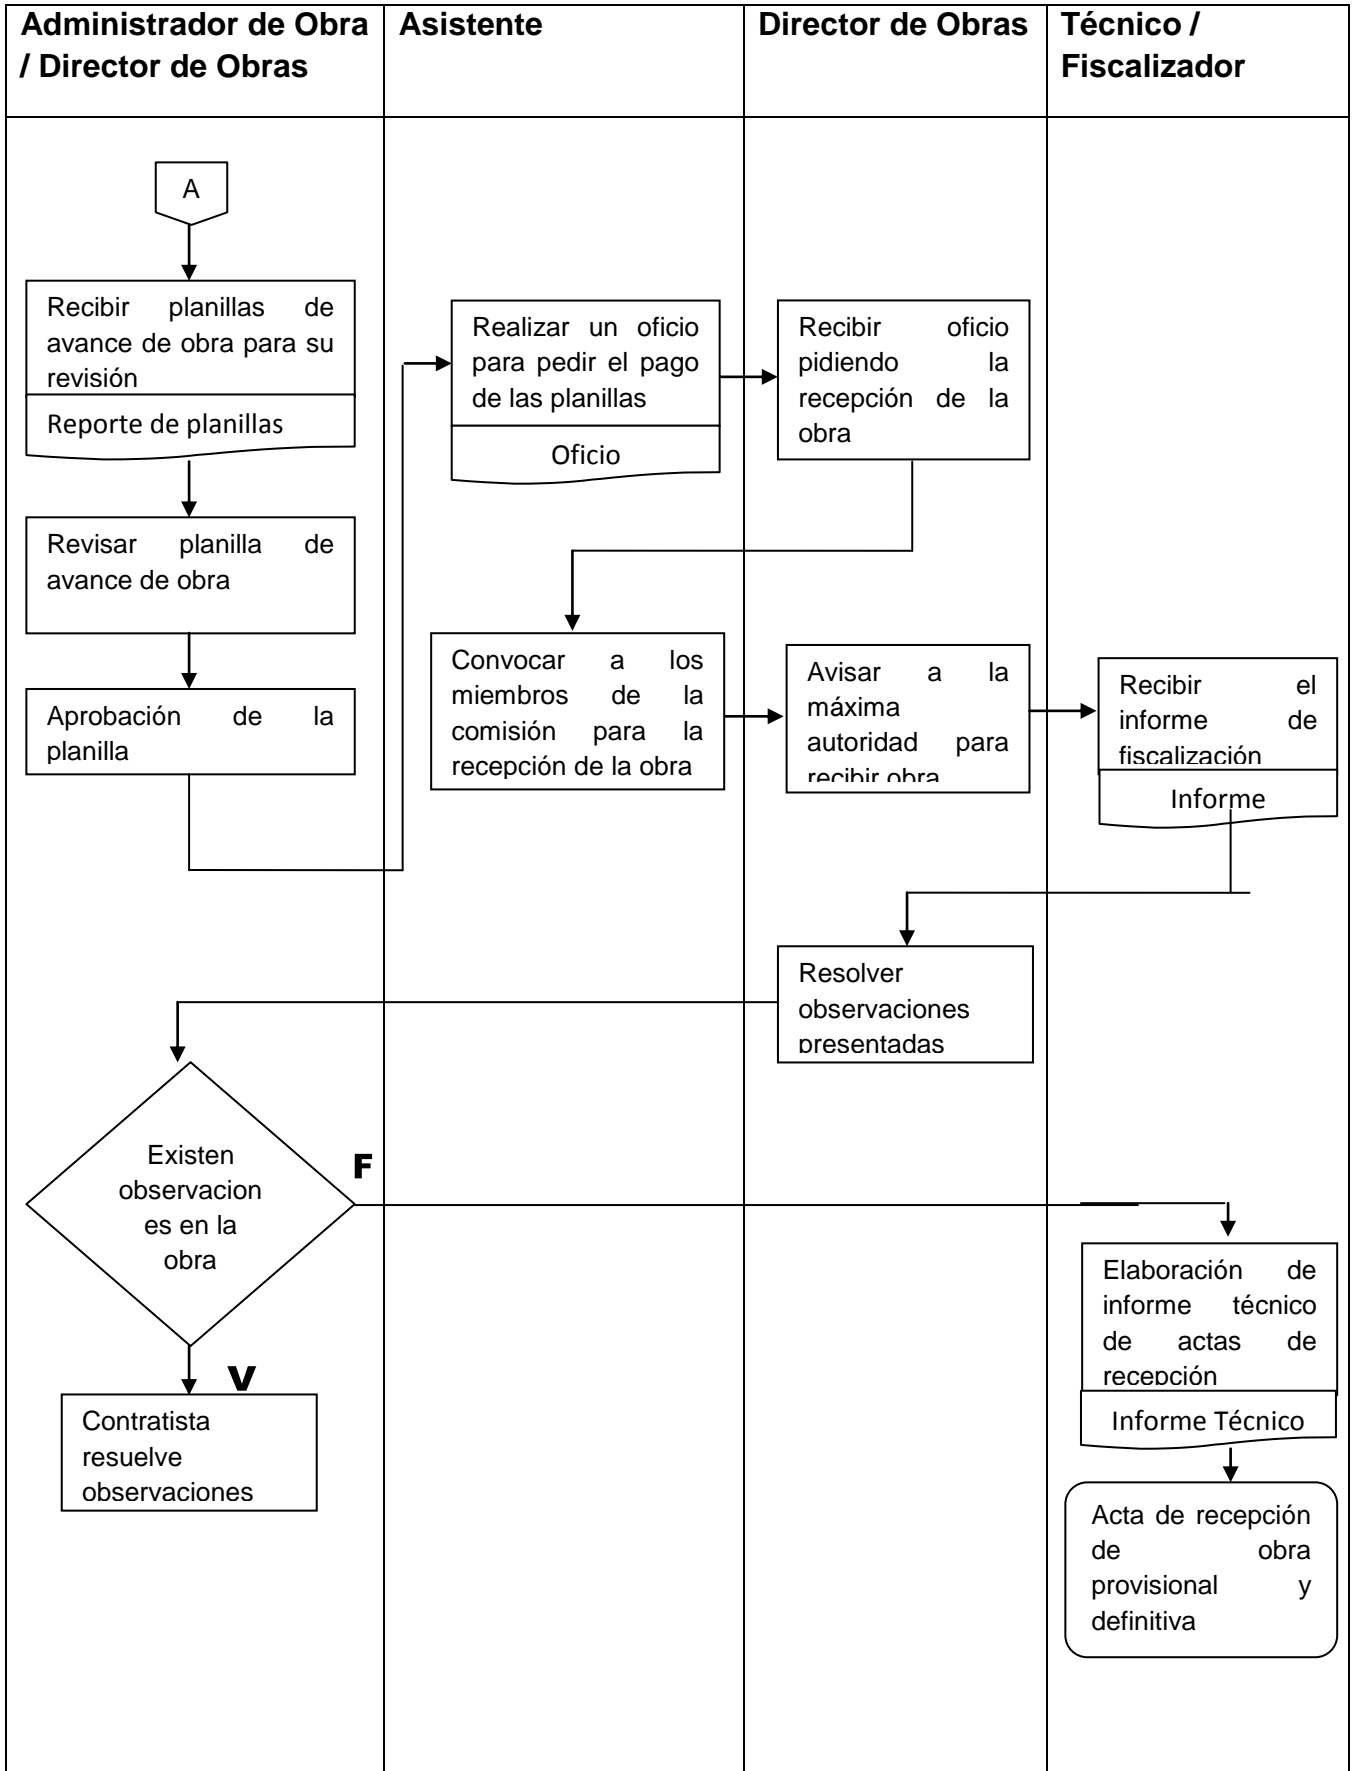 Administrador de Obra
/ Director de Obras
Asistente
Director de Obras
Técnico /
Fiscalizador
A
Recibir planillas de
avance de obra para su
revisión
Reporte de planillas
Realizar un oficio
para pedir el pago
de las planillas
Oficio
Recibir oficio
pidiendo la
recepción de la
obra
Revisar planilla de
avance de obra
Aprobación de la
planilla
Convocar a los
miembros de la
comisión para la
recepción de la obra
Avisar a la
máxima
autoridad para
recibir obra
Recibir el
informe de
fiscalización
Informe
Resolver
observaciones
presentadas
Existen
observacion
es en la
obra
F
V
Contratista
resuelve
observaciones
Elaboración de
informe técnico
de actas de
recepción
Informe Técnico
Acta de recepción
de obra
provisional y
definitiva